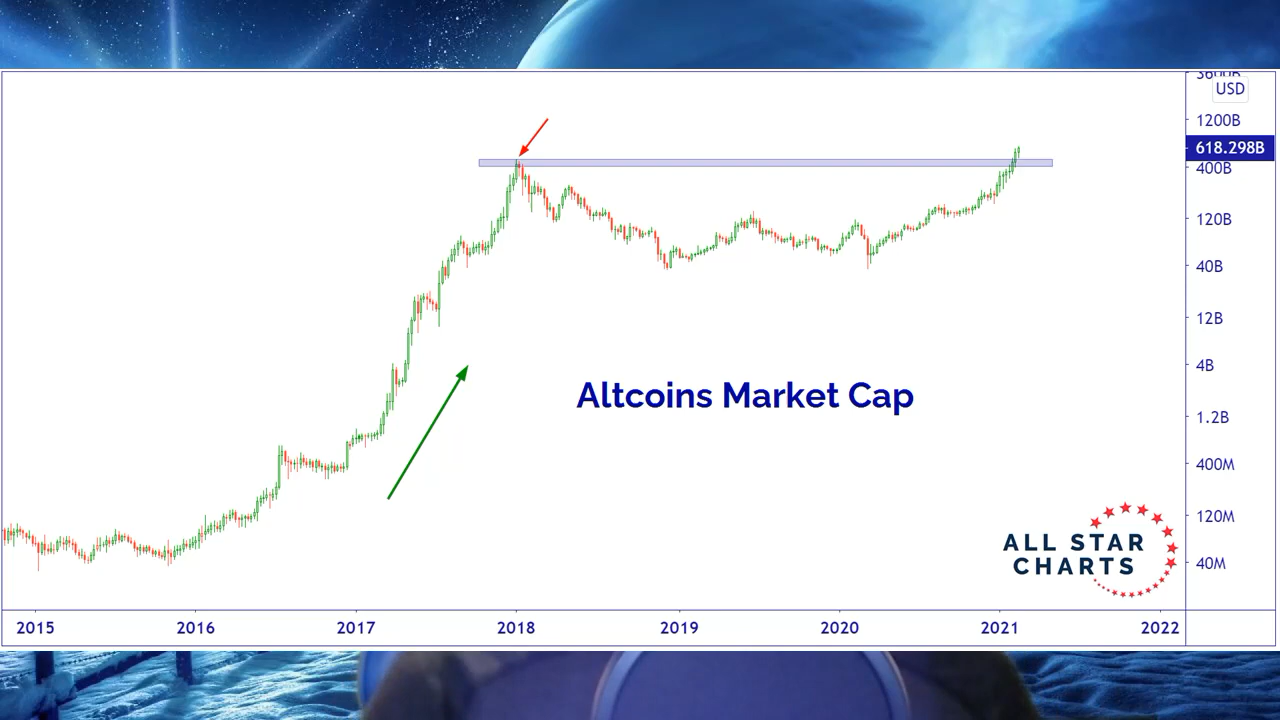 USD
1200B
618.298B
400B
120B
40B
12B
4B
Altcoins Market Cap
1.2B
400M
120M
ALL STAR
CHARTS
40M
2015 2016 2017 2018 2019 2020 2021 2022